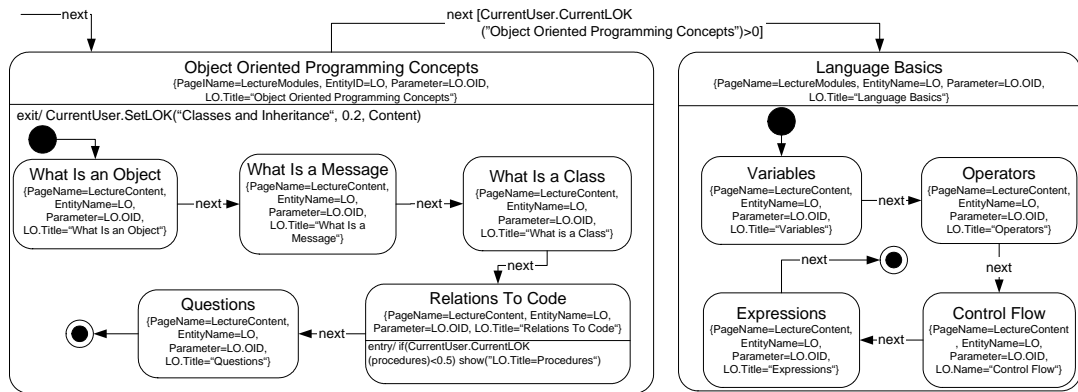 next
next [CurrentUser.CurrentLOK
("Object Oriented Programming Concepts")>0]
Object Oriented Programming Concepts
{PageIName=LectureModules, EntityID=LO, Parameter=LO.OID,
LO.Title="Object Oriented Programming Concepts“}
exit/ CurrentUser.SetLOK(“Classes and Inheritance“, 0.2, Content)
What Is an Object
{PageName=LectureContent,
EntityName=LO,
Parameter=LO.OID,
LO.Title=“What Is an Object“}
next
What Is a Message
{PageName=LectureContent,
EntityName=LO,
Parameter=LO.OID,
LO.Title=“What Is a
Message“}
next
What Is a Class
{PageName=LectureContent,
EntityName=LO,
Parameter=LO.OID,
LO.Title=“What is a Class“}
next
Relations To Code
{PageName=LectureContent, EntityName=LO,
Parameter=LO.OID, LO.Title=“Relations To Code“}
entry/ if(CurrentUser.CurrentLOK
(procedures)<0.5) show(”LO.Title=Procedures“)
next
Questions
{PageName=LectureContent,
EntityName=LO,
Parameter=LO.OID,
LO.Title=“Questions“}
Language Basics
{PageName=LectureModules, EntityName=LO, Parameter=LO.OID,
LO.Title=“Language Basics“}
Variables
{PageName=LectureContent,
EntityName=LO,
Parameter=LO.OID,
LO.Title=“Variables“}
next
Operators
{PageName=LectureContent,
EntityName=LO,
Parameter=LO.OID,
LO.Title=“Operators“}
next
Control Flow
{PageName=LectureContent
, EntityName=LO,
Parameter=LO.OID,
LO.Name=“Control Flow“}
next
Expressions
{PageName=LectureContent,
EntityName=LO,
Parameter=LO.OID,
LO.Title=“Expressions“}
next